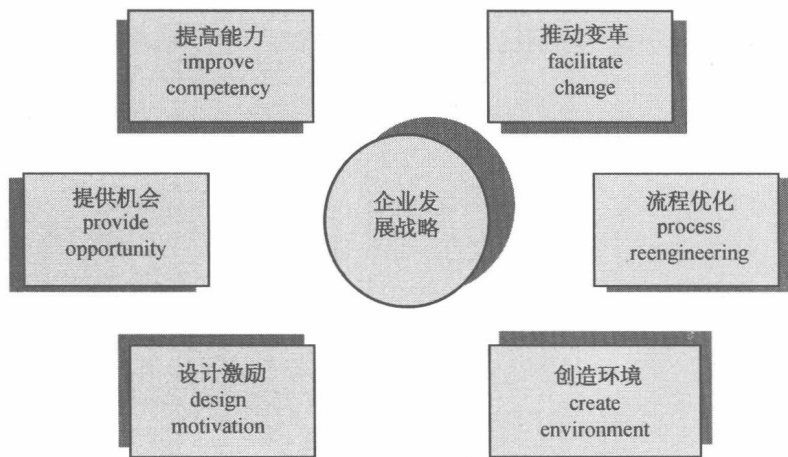 提高能力
improve
competency
推动变革
facilitate
change
提供机会
provide
opportunity
企业发
展战略
流程优化
process
reengineering
设计激励
design
motivation
创造环境
create
environment